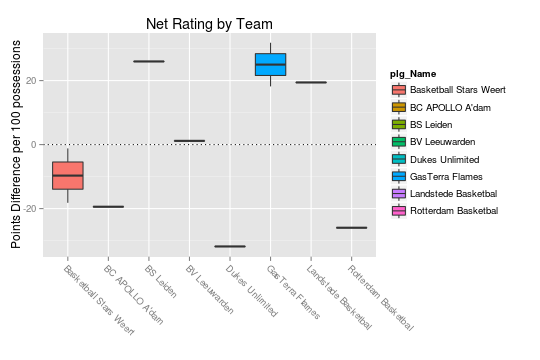 Net Rating by Team
Points Difference per 100 possessions
20
0
-20
Basketball Stars Weert
BC APOLLO A'dam
BS Leiden
BV Leeuwarden
Dukes Unlimited
GasTerra Flames
Landstede Basketbal
Rotterdam Basketbal
plg_Name
Basketball Stars Weert
BC APOLLO A'dam
BS Leiden
BV Leeuwarden
Dukes Unlimited
GasTerra Flames
Landstede Basketbal
Rotterdam Basketbal